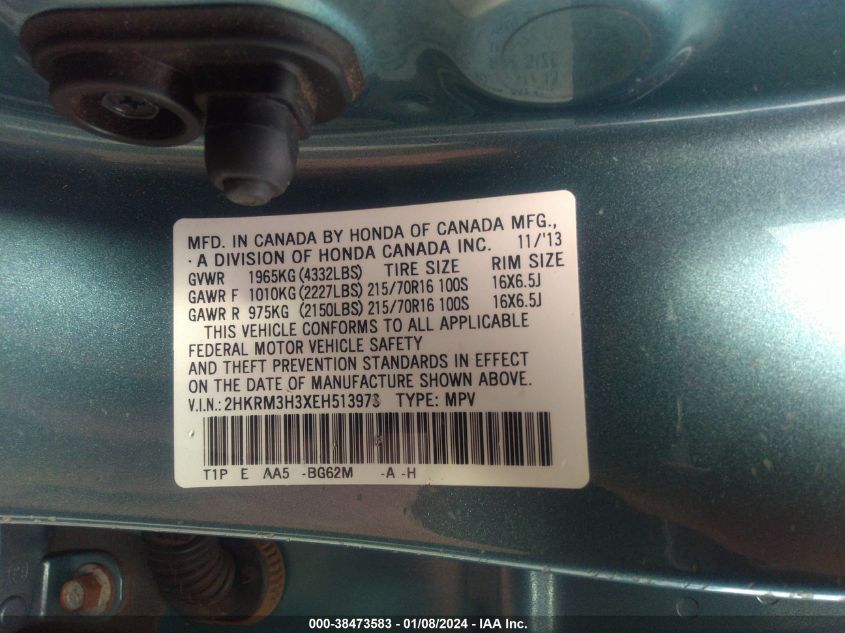 MFD. IN CANADA BY HONDA OF CANADA MFG.,
A DIVISION OF HONDA CANADA INC. 11/'13
GVWR 1965KG (4332LBS) TIRE SIZE RIM SIZE
GAWR F 1010KG (2227LBS) 215/70R16 100S 16X6.5J
GAWR R 975KG (2150LBS) 215/70R16 100S 16X6.5J
THIS VEHICLE CONFORMS TO ALL APPLICABLE
FEDERAL MOTOR VEHICLE SAFETY
AND THEFT PREVENTION STANDARDS IN EFFECT
ON THE DATE OF MANUFACTURE SHOWN ABOVE.
V.I.N.: 2HKRM3H3XEH513973 TYPE: MPV
T1P E AA5 -BG62M -A -H
000-38473583 - 01/08/2024 - IAA Inc.